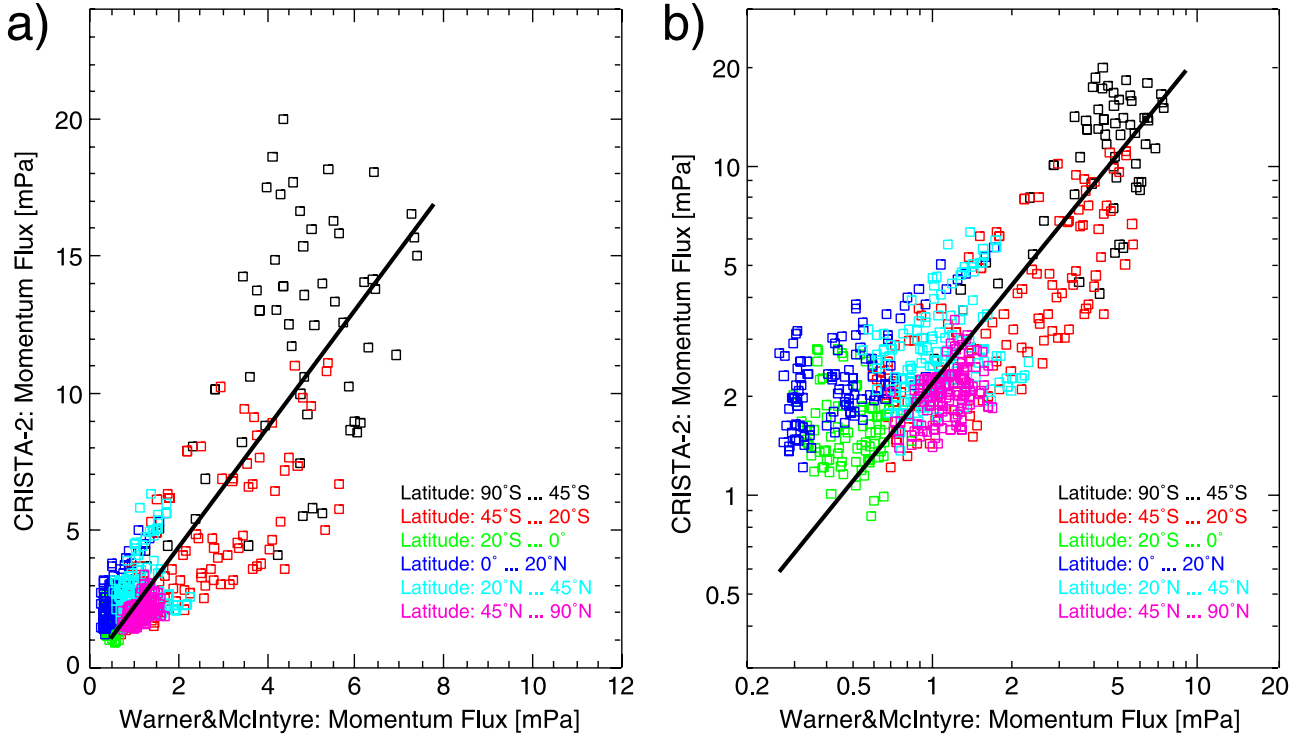 a)
CRISTA-2: Momentum Flux [mPa]
20
15
10
5
0
0 2 4 6 8 10 12
Warner&McIntyre: Momentum Flux [mPa]
Latitude: 90°S ... 45°S
Latitude: 45°S ... 20°S
Latitude: 20°S ... 0°
Latitude: 0° ... 20°N
Latitude: 20°N ... 45°N
Latitude: 45°N ... 90°N
b)
CRISTA-2: Momentum Flux [mPa]
20
10
5
2
1
0.5
0.2 0.5 1 2 5 10 20
Warner&McIntyre: Momentum Flux [mPa]
Latitude: 90°S ... 45°S
Latitude: 45°S ... 20°S
Latitude: 20°S ... 0°
Latitude: 0° ... 20°N
Latitude: 20°N ... 45°N
Latitude: 45°N ... 90°N